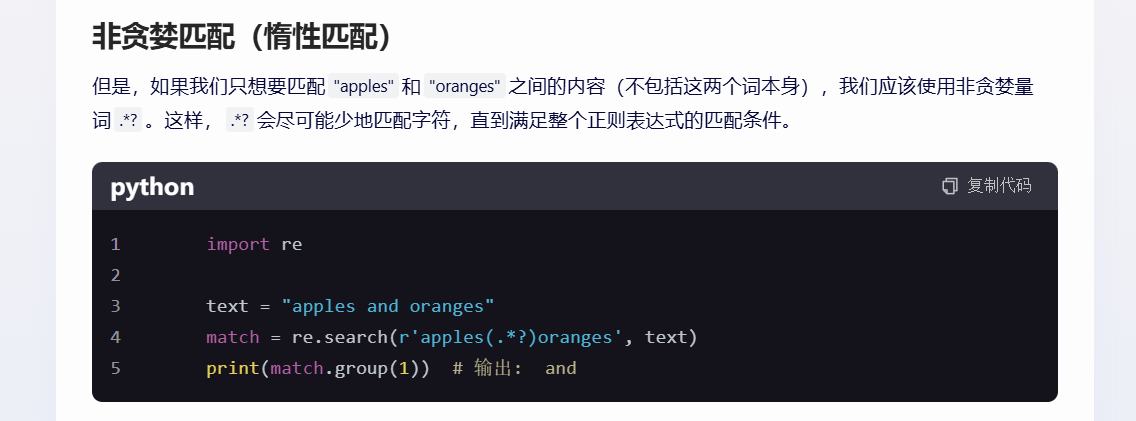 非贪婪匹配（惰性匹配）
但是，如果我们只想要匹配 "apples" 和 "oranges" 之间的内容（不包括这两个词本身），我们应该使用非贪婪量
词 .*? 。这样， .*? 会尽可能少地匹配字符，直到满足整个正则表达式的匹配条件。
python 复制代码
1 import re
2
3 text = "apples and oranges"
4 match = re.search(r'apples(.*?)oranges', text)
5 print(match.group(1))  # 输出:  and